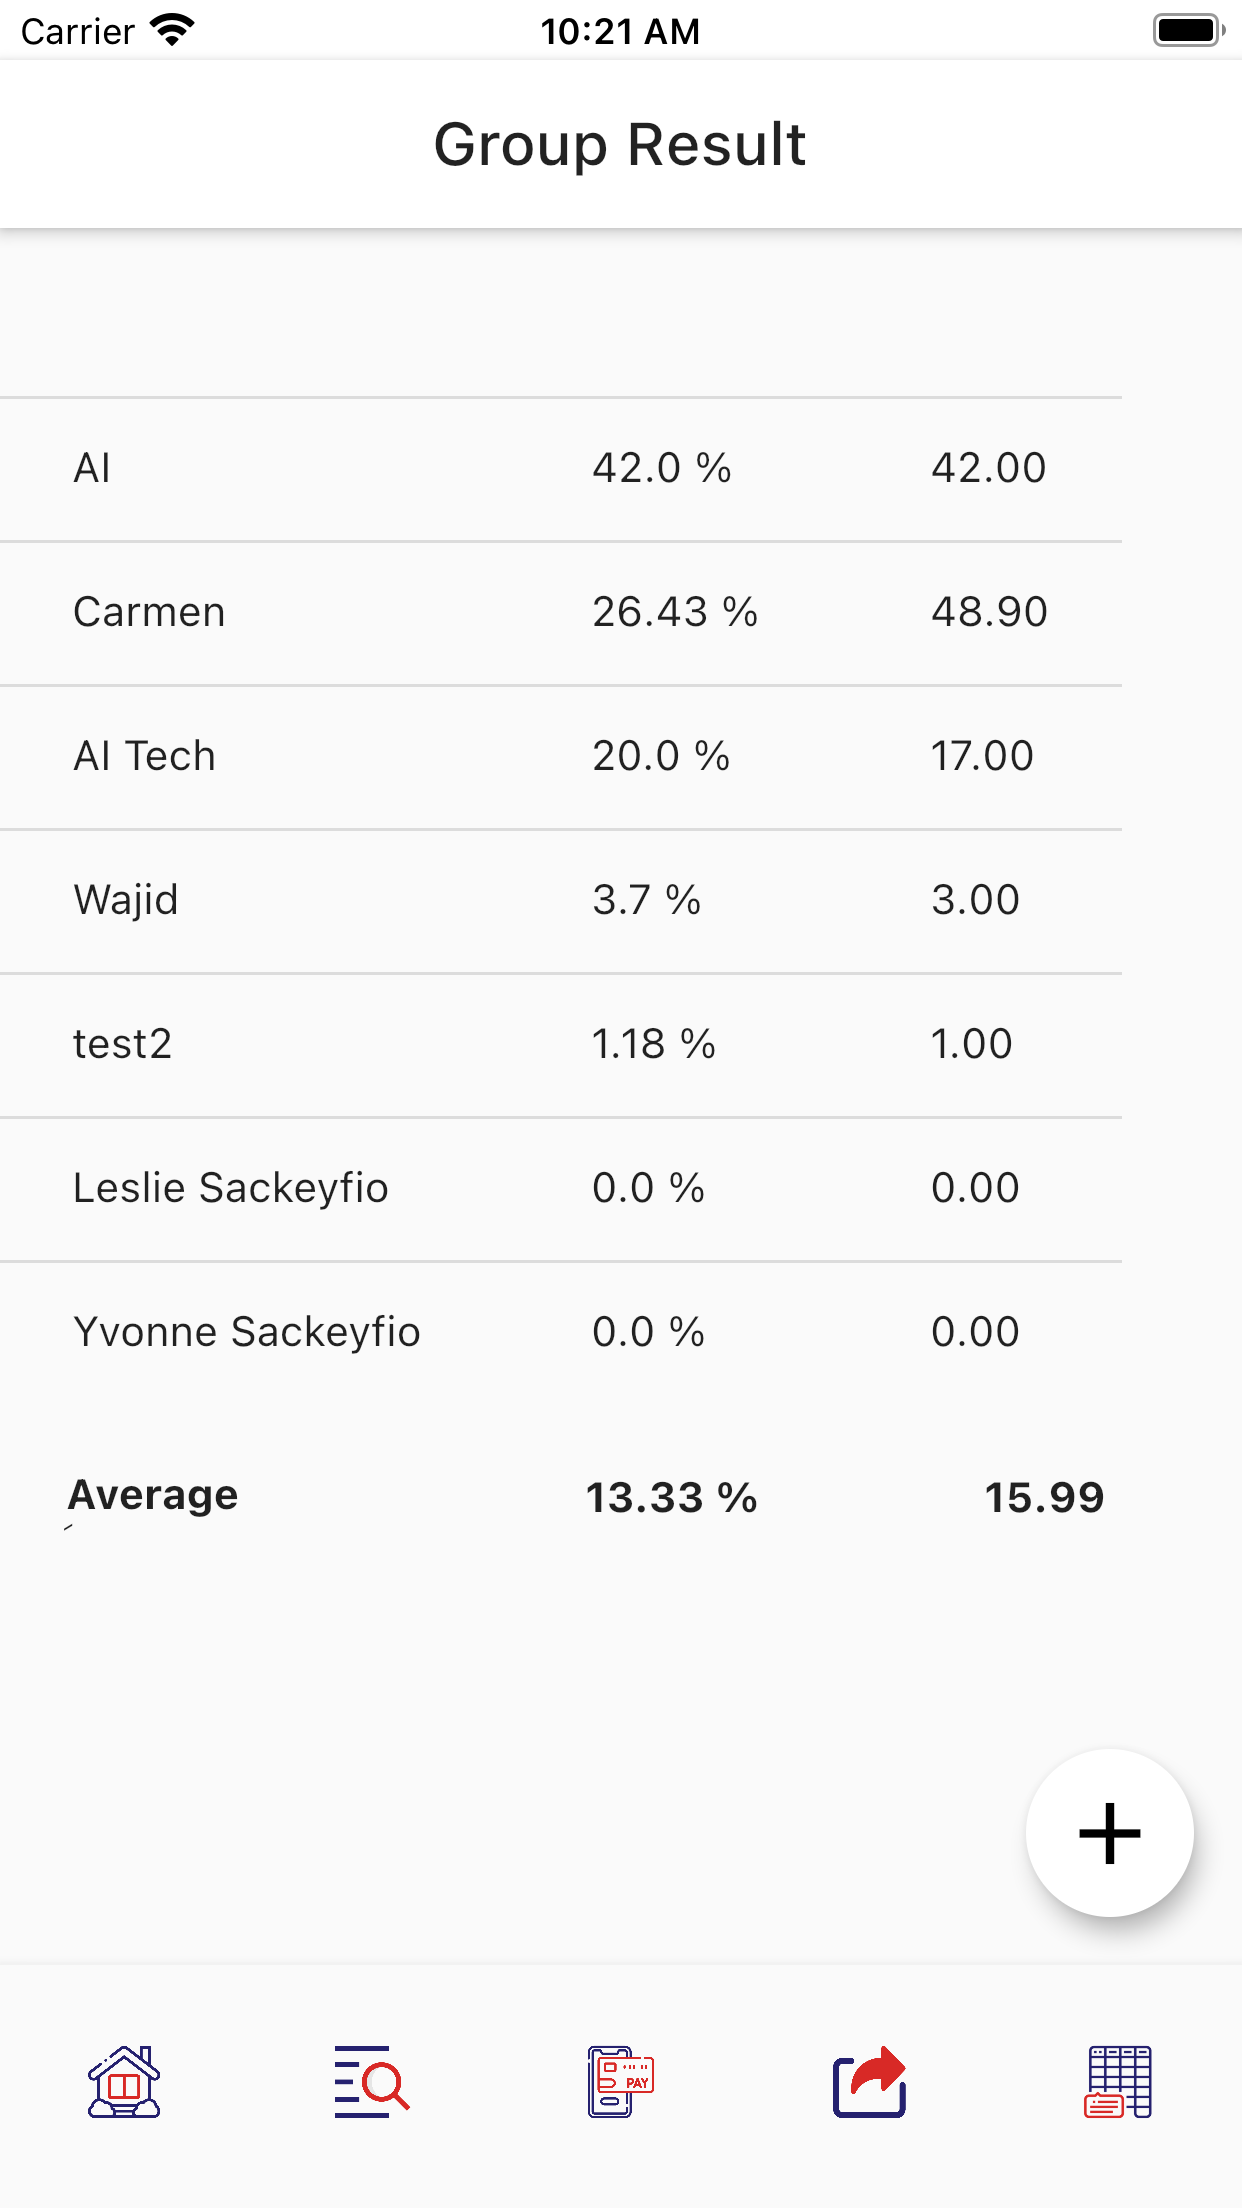 Carrier 10:21 AM
Group Result
AI 42.0 % 42.00
Carmen 26.43 % 48.90
AI Tech 20.0 % 17.00
Wajid 3.7 % 3.00
test2 1.18 % 1.00
Leslie Sackeyfio 0.0 % 0.00
Yvonne Sackeyfio 0.0 % 0.00
Average 13.33 % 15.99
PAY